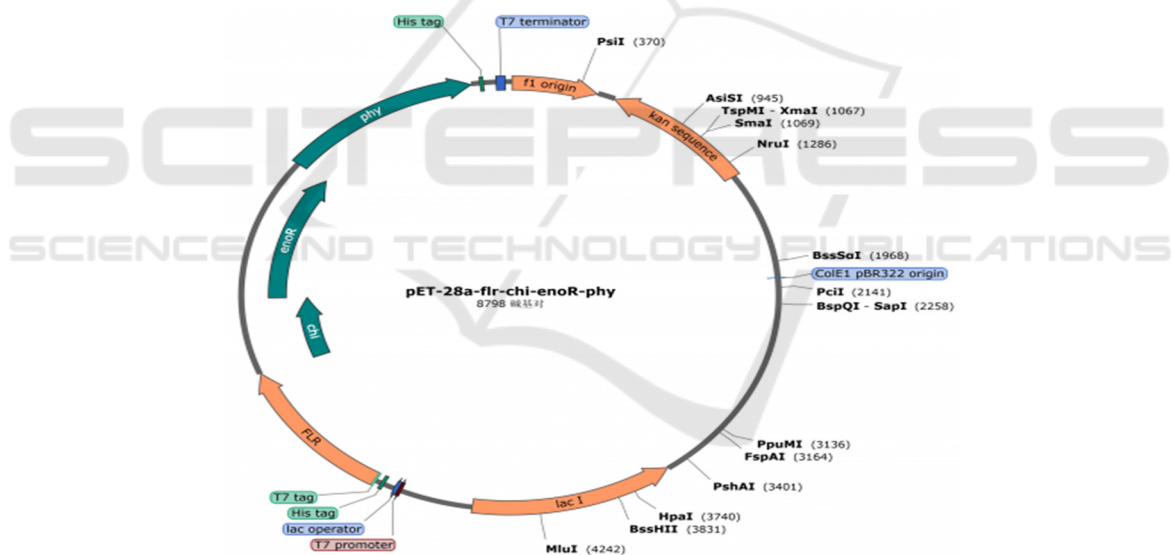 His tag
T7 terminator
PsiI (370)
f1 origin
AsiSI (945)
TspMI - XmaI (1067)
SmaI (1069)
kan sequence
NruI (1286)
phy
SCITEPRESS
SCIENCE AND TECHNOLOGY PUBLICATIONS
enoR
BssSαI (1968)
ColE1 pBR322 origin
PciI (2141)
BspQI - SapI (2258)
pET-28a-flr-chi-enoR-phy
8798 碱基对
chi
FLR
PpuMI (3136)
FspAI (3164)
PshAI (3401)
T7 tag
His tag
lac operator
T7 promoter
lac I
HpaI (3740)
BssHII (3831)
MluI (4242)